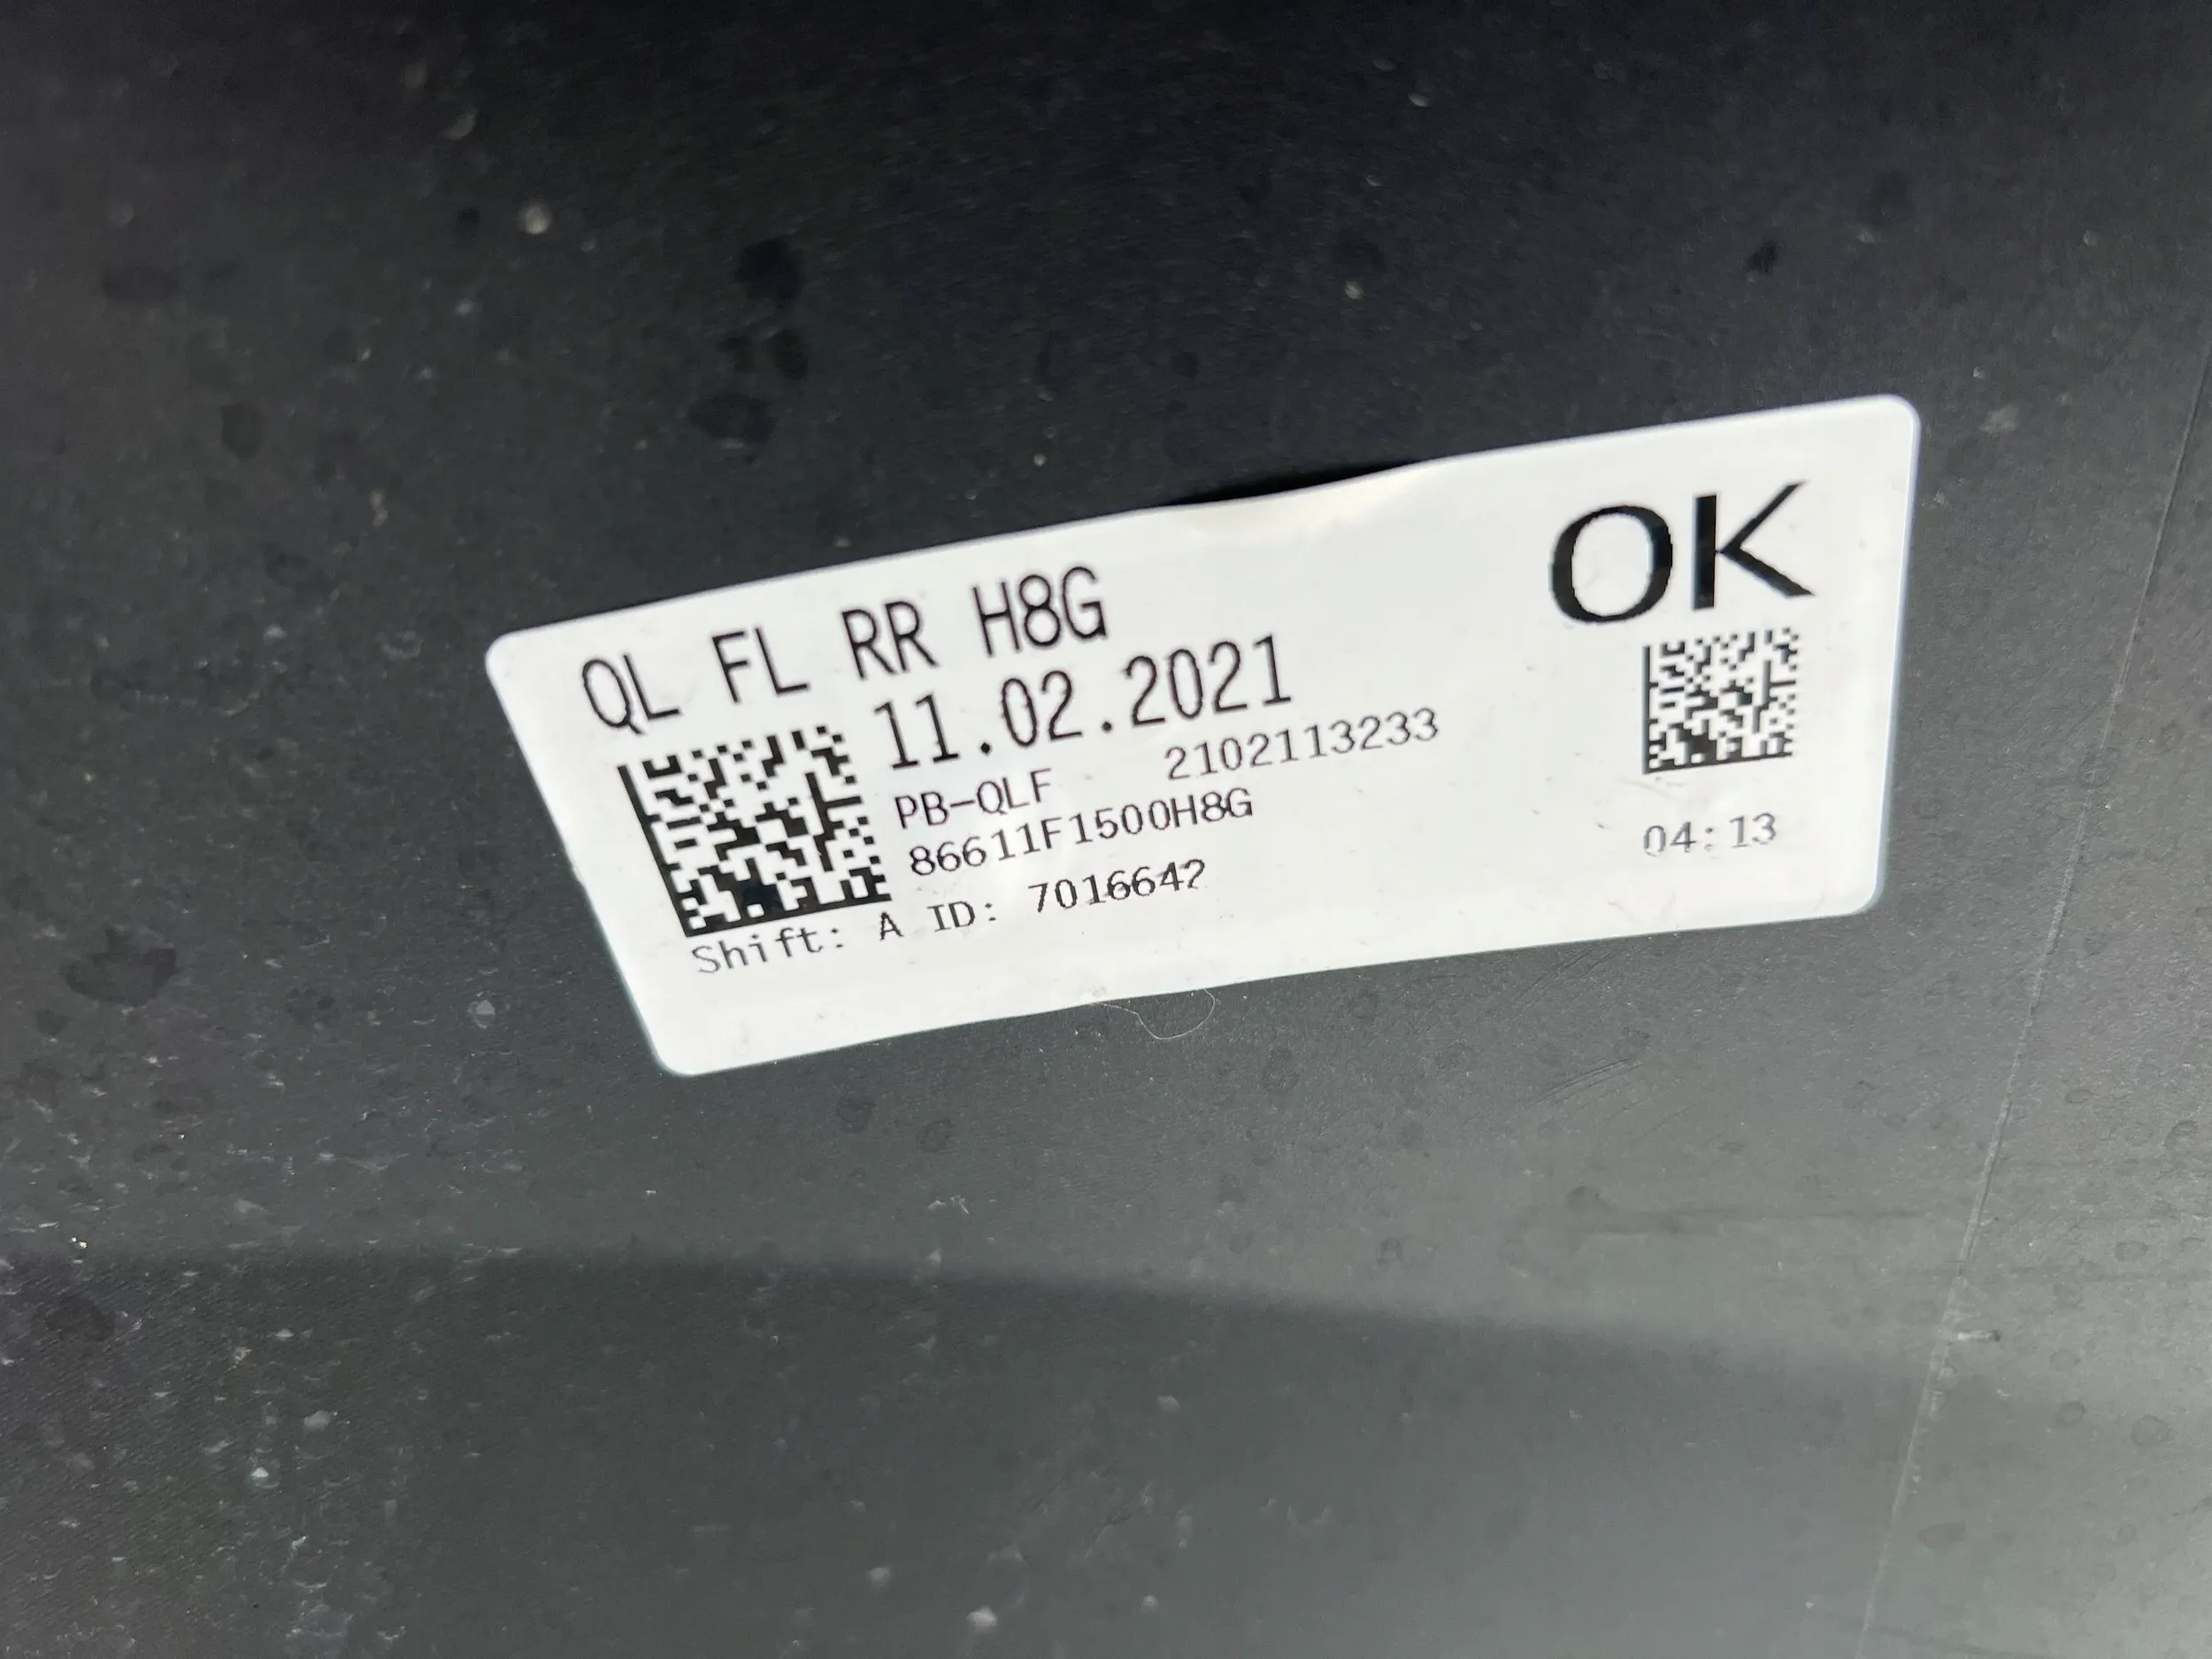 QL FL RR H8G
OK
11.02.2021
PB-QLF 2102113233
86611F1500H8G
04:13
Shift: A ID: 7016642